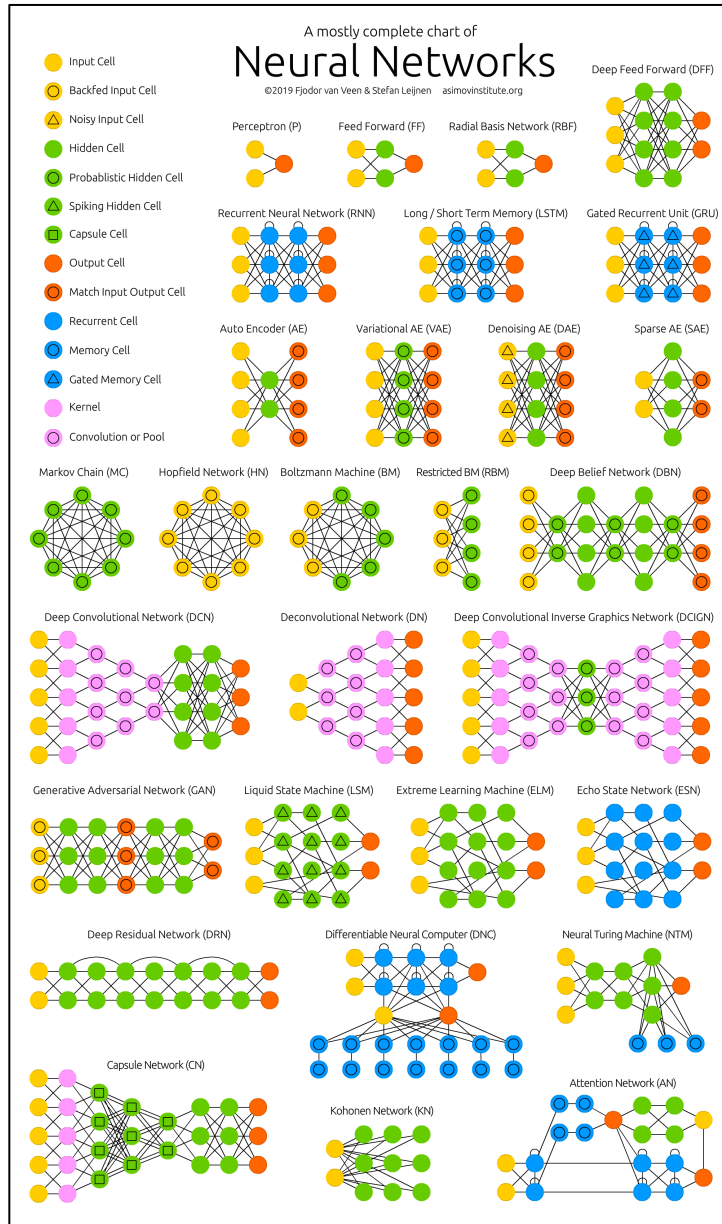 A mostly complete chart of
Neural Networks
©2019 Fjodor van Veen & Stefan Leijnen asimovinstitute.org
Input Cell
Backfed Input Cell
Noisy Input Cell
Hidden Cell
Probablistic Hidden Cell
Spiking Hidden Cell
Capsule Cell
Output Cell
Match Input Output Cell
Recurrent Cell
Memory Cell
Gated Memory Cell
Kernel
Convolution or Pool
Deep Feed Forward (DFF)
Perceptron (P)
Feed Forward (FF)
Radial Basis Network (RBF)
Recurrent Neural Network (RNN)
Long / Short Term Memory (LSTM)
Gated Recurrent Unit (GRU)
Auto Encoder (AE)
Variational AE (VAE)
Denoising AE (DAE)
Sparse AE (SAE)
Markov Chain (MC)
Hopfield Network (HN)
Boltzmann Machine (BM)
Restricted BM (RBM)
Deep Belief Network (DBN)
Deep Convolutional Network (DCN)
Deconvolutional Network (DN)
Deep Convolutional Inverse Graphics Network (DCIGN)
Generative Adversarial Network (GAN)
Liquid State Machine (LSM)
Extreme Learning Machine (ELM)
Echo State Network (ESN)
Deep Residual Network (DRN)
Differentiable Neural Computer (DNC)
Neural Turing Machine (NTM)
Capsule Network (CN)
Kohonen Network (KN)
Attention Network (AN)